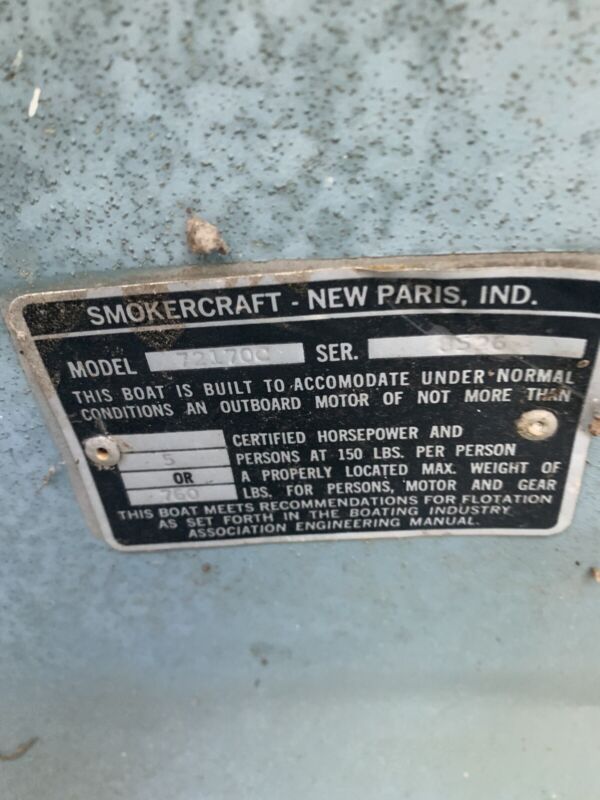 SMOKERCRAFT - NEW PARIS, IND.
MODEL 721700 SER. JS26
THIS BOAT IS BUILT TO ACCOMODATE UNDER NORMAL
CONDITIONS AN OUTBOARD MOTOR OF NOT MORE THAN
CERTIFIED HORSEPOWER AND
5 PERSONS AT 150 LBS. PER PERSON
OR A PROPERLY LOCATED MAX. WEIGHT OF
760 LBS. FOR PERSONS, MOTOR AND GEAR
THIS BOAT MEETS RECOMMENDATIONS FOR FLOTATION
AS SET FORTH IN THE BOATING INDUSTRY
ASSOCIATION ENGINEERING MANUAL.